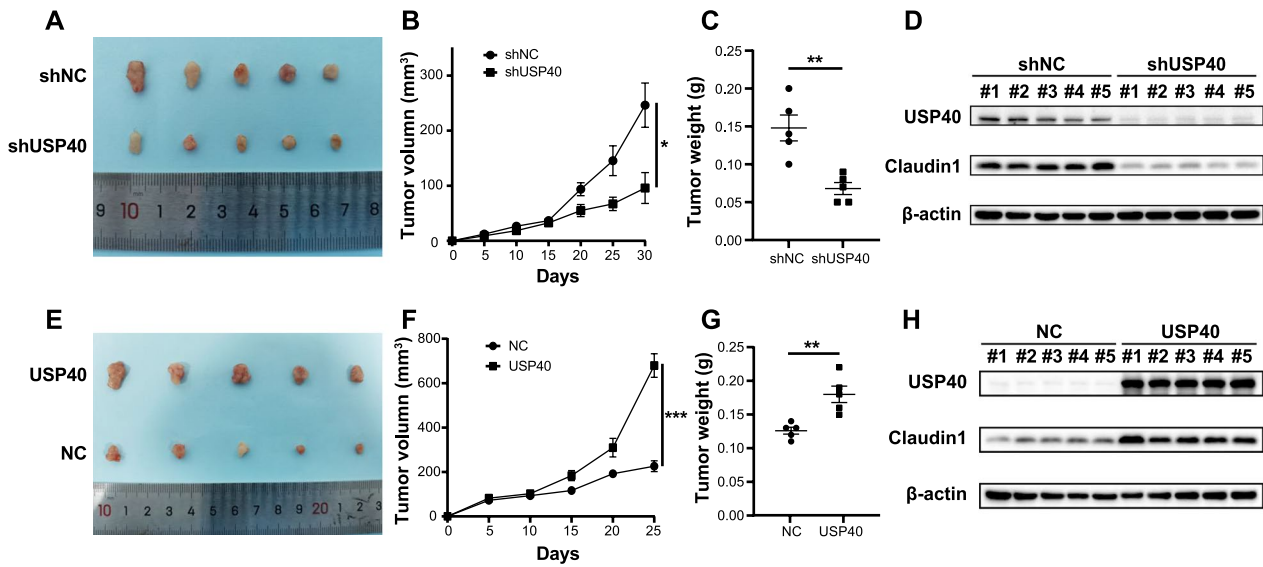 A
shNC
shUSP40
9 10 1 2 3 4 5 6 7 8
B
Tumor volumn (mm³)
shNC
shUSP40
300
200
100
0
*
0 5 10 15 20 25 30
Days
C
Tumor weight (g)
0.25
0.20
0.15
0.10
0.05
0.00
**
shNC shUSP40
D
shNC shUSP40
#1 #2 #3 #4 #5 #1 #2 #3 #4 #5
USP40
Claudin1
β-actin
E
USP40
NC
10 1 2 3 4 5 6 7 8 9 20 1 2 3
F
Tumor volumn (mm³)
NC
USP40
800
600
400
200
0
***
0 5 10 15 20 25
Days
G
Tumor weight (g)
0.25
0.20
0.15
0.10
0.05
0.00
**
NC USP40
H
NC USP40
#1 #2 #3 #4 #5 #1 #2 #3 #4 #5
USP40
Claudin1
β-actin